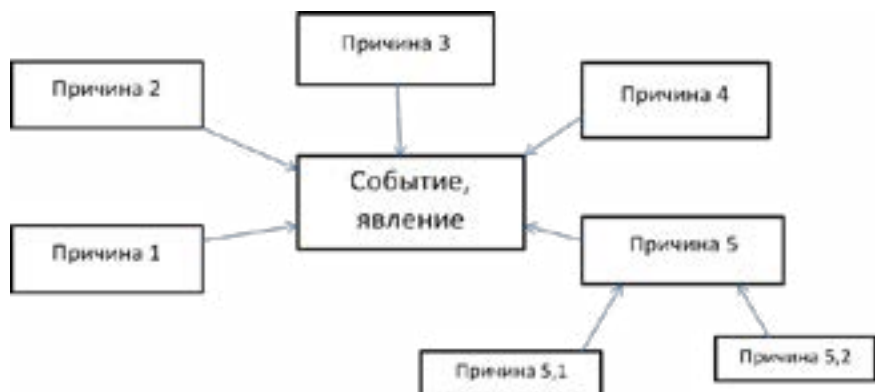 Причина 3
Причина 2
Причина 4
Событие,
явление
Причина 1
Причина 5
Причина 5,1
Причина 5,2